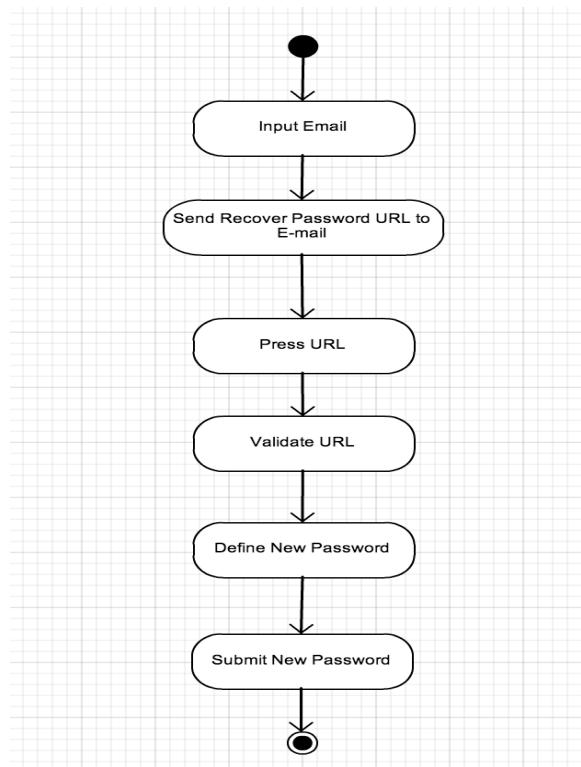 Input Email
Send Recover Password URL to
E-mail
Press URL
Validate URL
Define New Password
Submit New Password